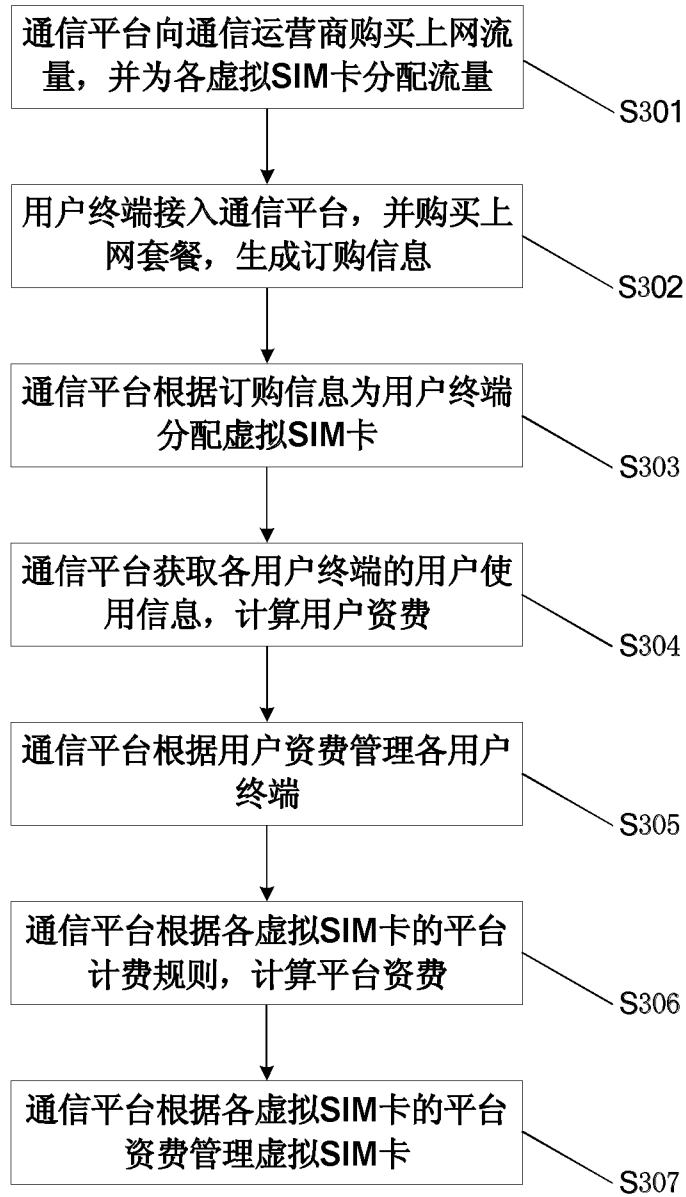 通信平台向通信运营商购买上网流
量，并为各虚拟SIM卡分配流量
S301
用户终端接入通信平台，并购买上
网套餐，生成订购信息
S302
通信平台根据订购信息为用户终端
分配虚拟SIM卡
S303
通信平台获取各用户终端的用户使
用信息，计算用户资费
S304
通信平台根据用户资费管理各用户
终端
S305
通信平台根据各虚拟SIM卡的平台
计费规则，计算平台资费
S306
通信平台根据各虚拟SIM卡的平台
资费管理虚拟SIM卡
S307